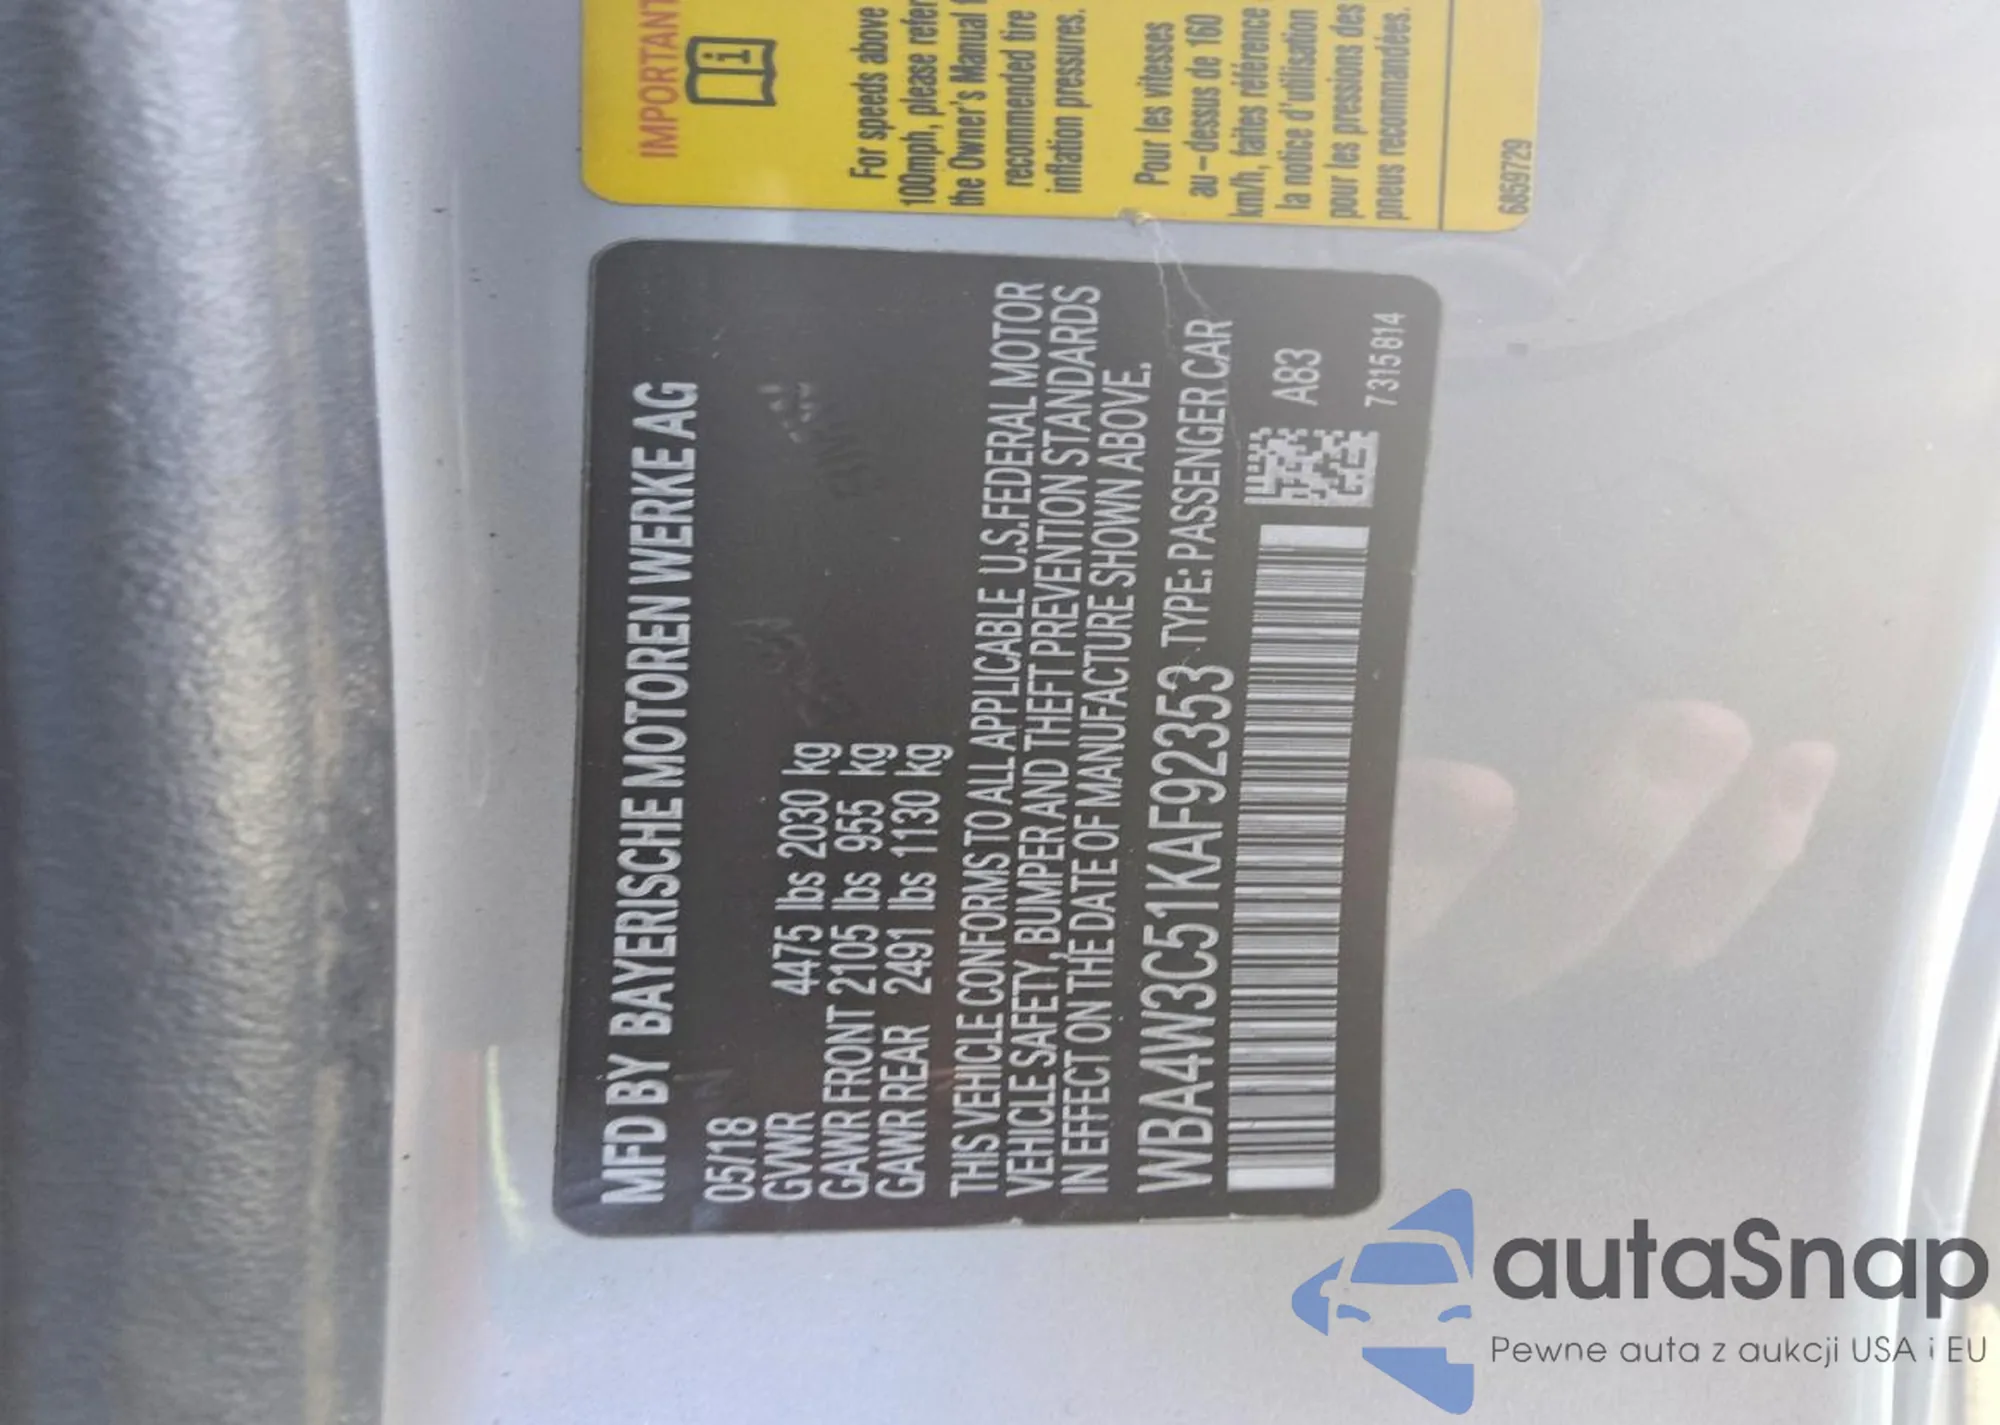 MFD BY BAYERISCHE MOTOREN WERKE AG
05/18
GVWR 4475 lbs 2030 kg
GAWR FRONT 2105 lbs 955 kg
GAWR REAR 2491 lbs 1130 kg
THIS VEHICLE CONFORMS TO ALL APPLICABLE U.S. FEDERAL MOTOR
VEHICLE SAFETY, BUMPER AND THEFT PREVENTION STANDARDS
IN EFFECT ON THE DATE OF MANUFACTURE SHOWN ABOVE.
WBA4W3C51KAF92353 TYPE: PASSENGER CAR
A83
7315814
IMPORTANT
For speeds above
100mph, please refer
the Owner's Manual
recommended tire
inflation pressures.
Pour les vitesses
au-dessus de 160
km/h, faites référence
la notice d'utilisation
pour les pressions des
pneus recommandées.
6859729
autaSnap
Pewne auta z aukcji USA i EU